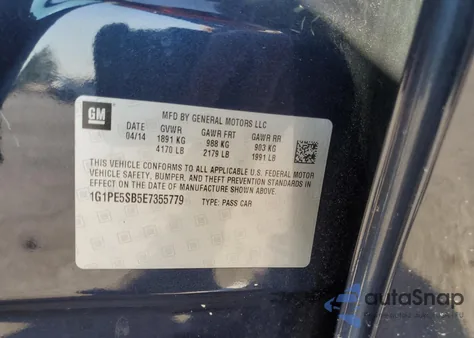 GM
MFD BY GENERAL MOTORS LLC
DATE GVWR GAWR FRT GAWR RR
04/14 1891 KG 988 KG 903 KG
4170 LB 2179 LB 1991 LB
THIS VEHICLE CONFORMS TO ALL APPLICABLE U.S. FEDERAL MOTOR
VEHICLE SAFETY, BUMPER, AND THEFT PREVENTION STANDARDS IN
EFFECT ON THE DATE OF MANUFACTURE SHOWN ABOVE.
1G1PE5SB5E7355779 TYPE: PASS CAR
autoSnap